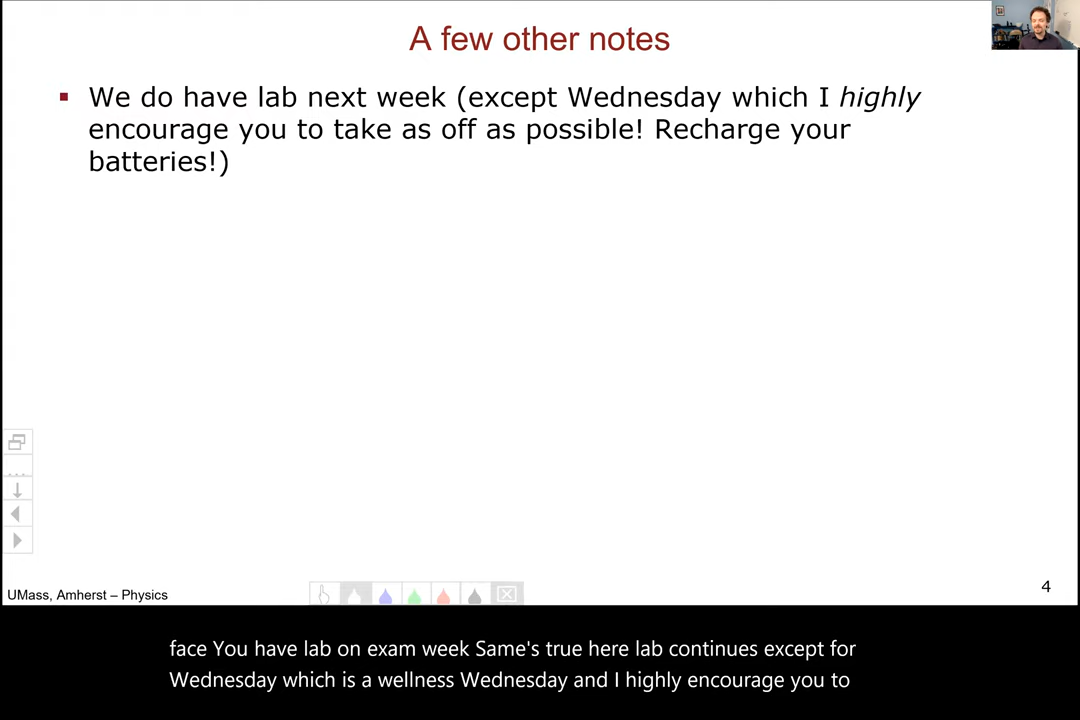 A few other notes
▪ We do have lab next week (except Wednesday which I highly
encourage you to take as off as possible! Recharge your
batteries!)
UMass, Amherst – Physics
4
face You have lab on exam week Same's true here lab continues except for
Wednesday which is a wellness Wednesday and I highly encourage you to